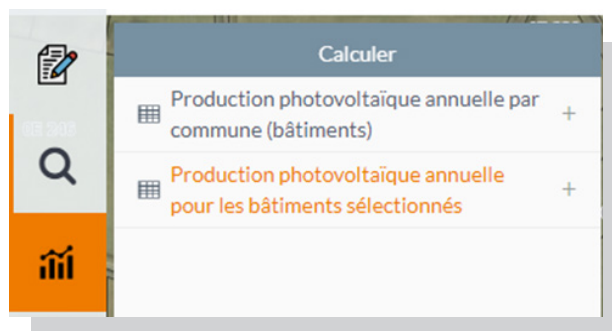 Calculer
Production photovoltaïque annuelle par
commune (bâtiments)
Production photovoltaïque annuelle
pour les bâtiments sélectionnés